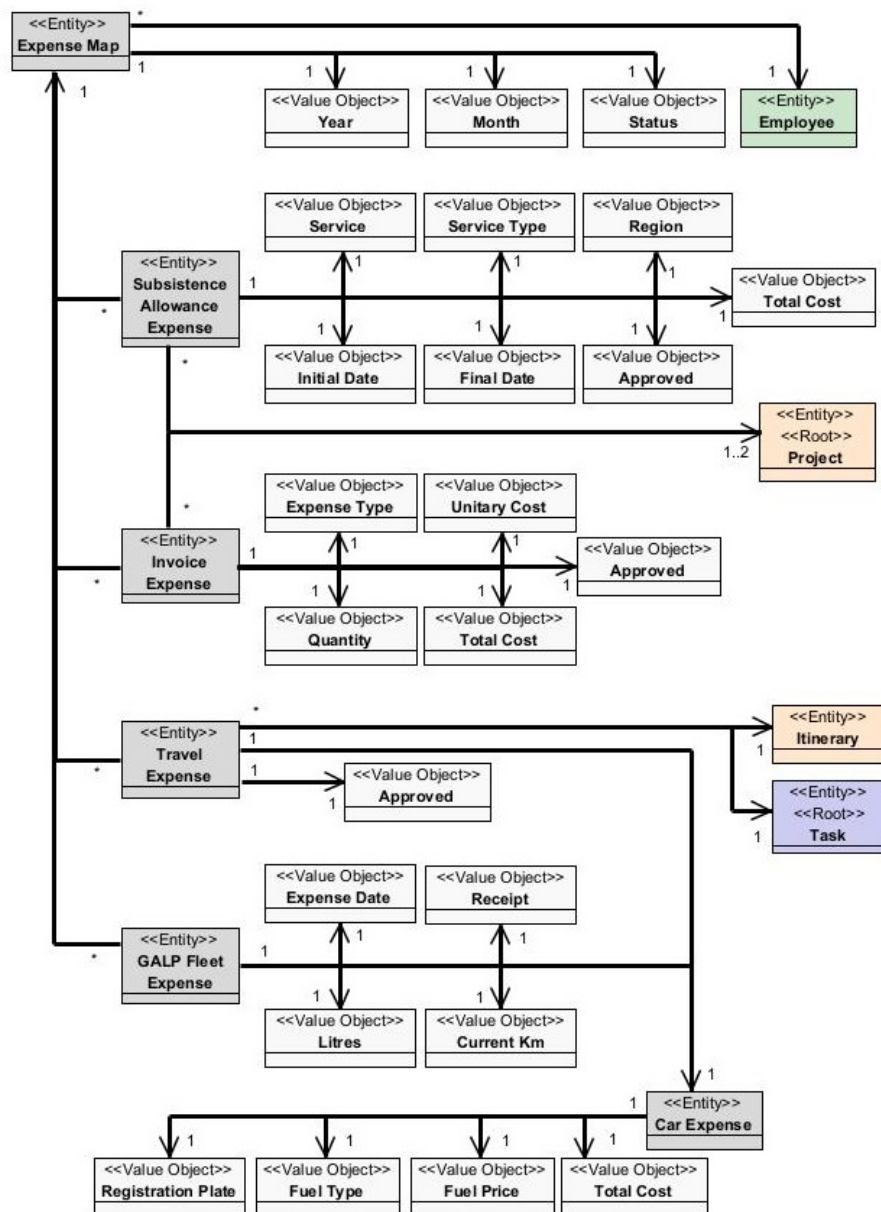 <<Entity>>
Expense Map
*
1
1
1
1
1
1
<<Value Object>>
Year
<<Value Object>>
Month
<<Value Object>>
Status
<<Entity>>
Employee
<<Value Object>>
Service
<<Value Object>>
Service Type
<<Value Object>>
Region
1
1
1
<<Entity>>
Subsistence
Allowance
Expense
*
1
<<Value Object>>
Total Cost
1
1
1
1
<<Value Object>>
Initial Date
<<Value Object>>
Final Date
<<Value Object>>
Approved
*
<<Entity>>
<<Root>>
Project
1..2
*
<<Value Object>>
Expense Type
<<Value Object>>
Unitary Cost
1
1
<<Entity>>
Invoice
Expense
*
1
<<Value Object>>
Approved
1
1
1
<<Value Object>>
Quantity
<<Value Object>>
Total Cost
<<Entity>>
Travel
Expense
*
*
1
1
<<Value Object>>
Approved
1
<<Entity>>
Itinerary
1
<<Entity>>
<<Root>>
Task
1
<<Value Object>>
Expense Date
<<Value Object>>
Receipt
1
1
<<Entity>>
GALP Fleet
Expense
*
1
1
1
<<Value Object>>
Litres
<<Value Object>>
Current Km
1
<<Entity>>
Car Expense
1
1
1
1
1
<<Value Object>>
Registration Plate
<<Value Object>>
Fuel Type
<<Value Object>>
Fuel Price
<<Value Object>>
Total Cost